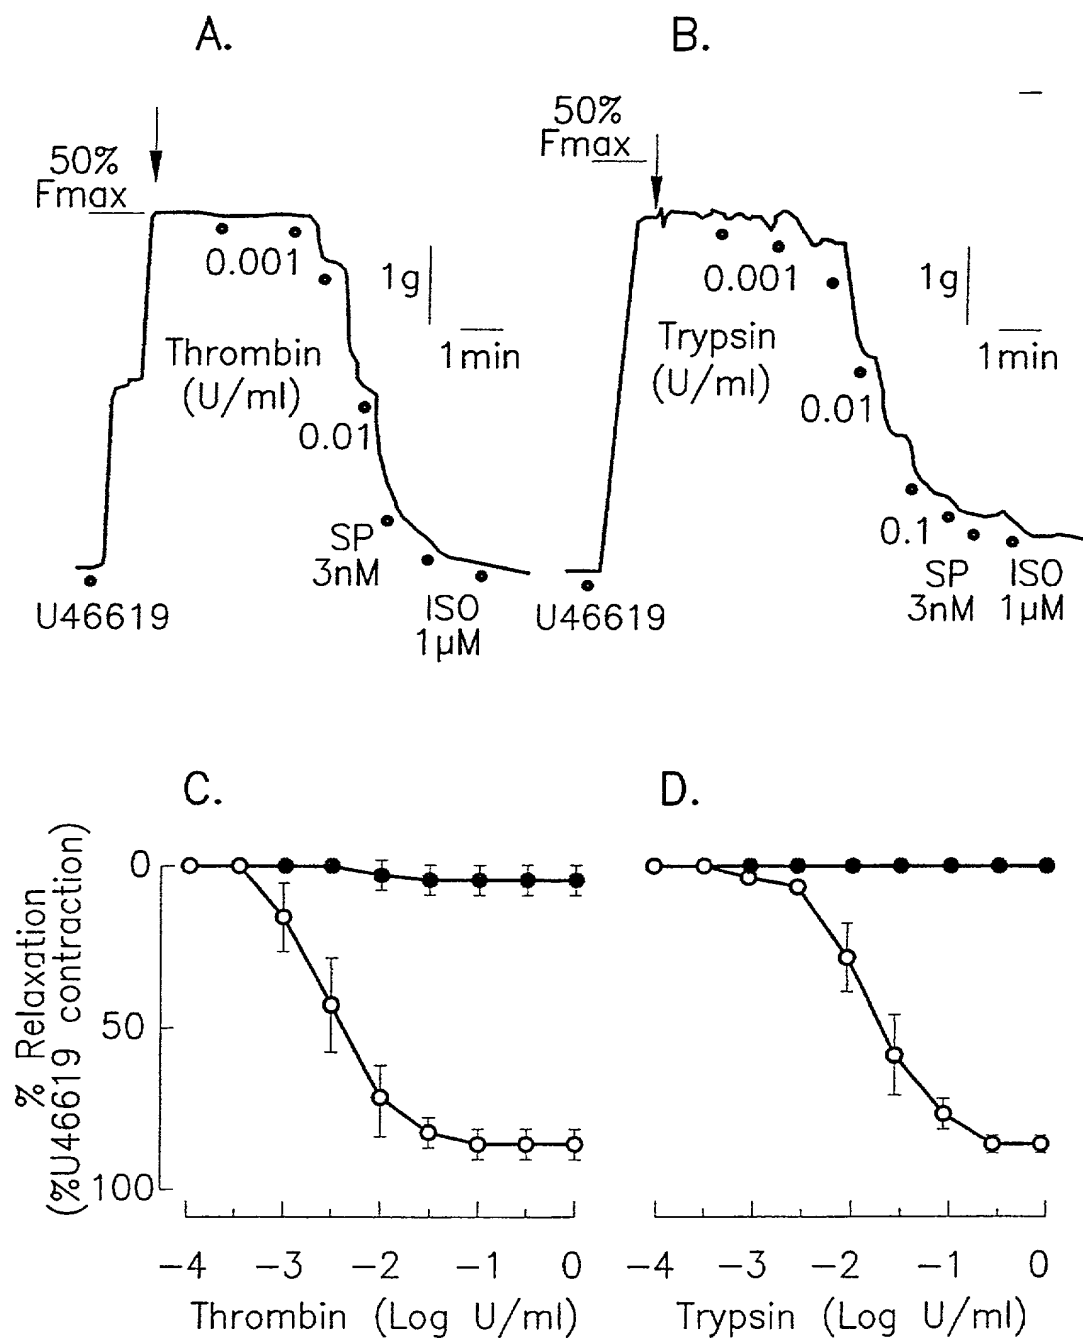 A.
50%
Fmax
0.001
1g
1min
Thrombin
(U/ml)
0.01
SP
3nM
ISO
1µM
U46619
B.
50%
Fmax
0.001
1g
1min
Trypsin
(U/ml)
0.01
0.1
SP
3nM
ISO
1µM
U46619
C.
% Relaxation
(%U46619 contraction)
0
50
100
-4 -3 -2 -1 0
Thrombin (Log U/ml)
D.
-4 -3 -2 -1 0
Trypsin (Log U/ml)